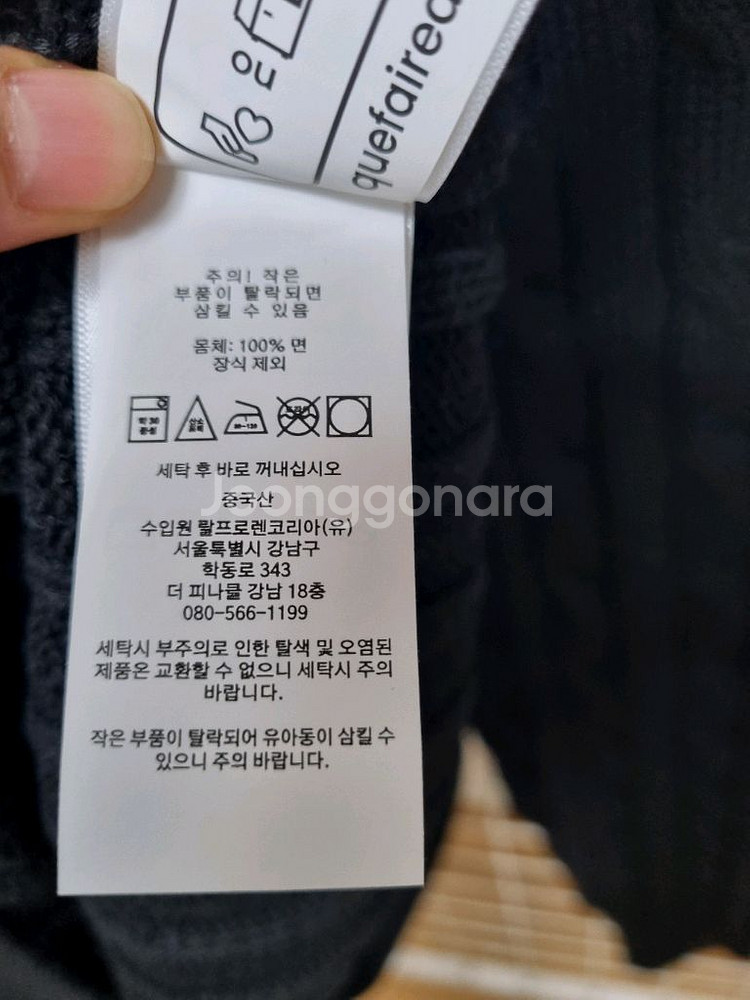 quefaired
주의! 작은
부품이 탈락되면
삼킬 수 있음
몸체: 100% 면
장식 제외
세탁 후 바로 꺼내십시오
중국산
Joonggonara
수입원 랄프로렌코리아(유)
서울특별시 강남구
학동로 343
더 피나클 강남 18층
080-566-1199
세탁시 부주의로 인한 탈색 및 오염된
제품은 교환할 수 없으니 세탁시 주의
바랍니다.
작은 부품이 탈락되어 유아동이 삼킬 수
있으니 주의 바랍니다.